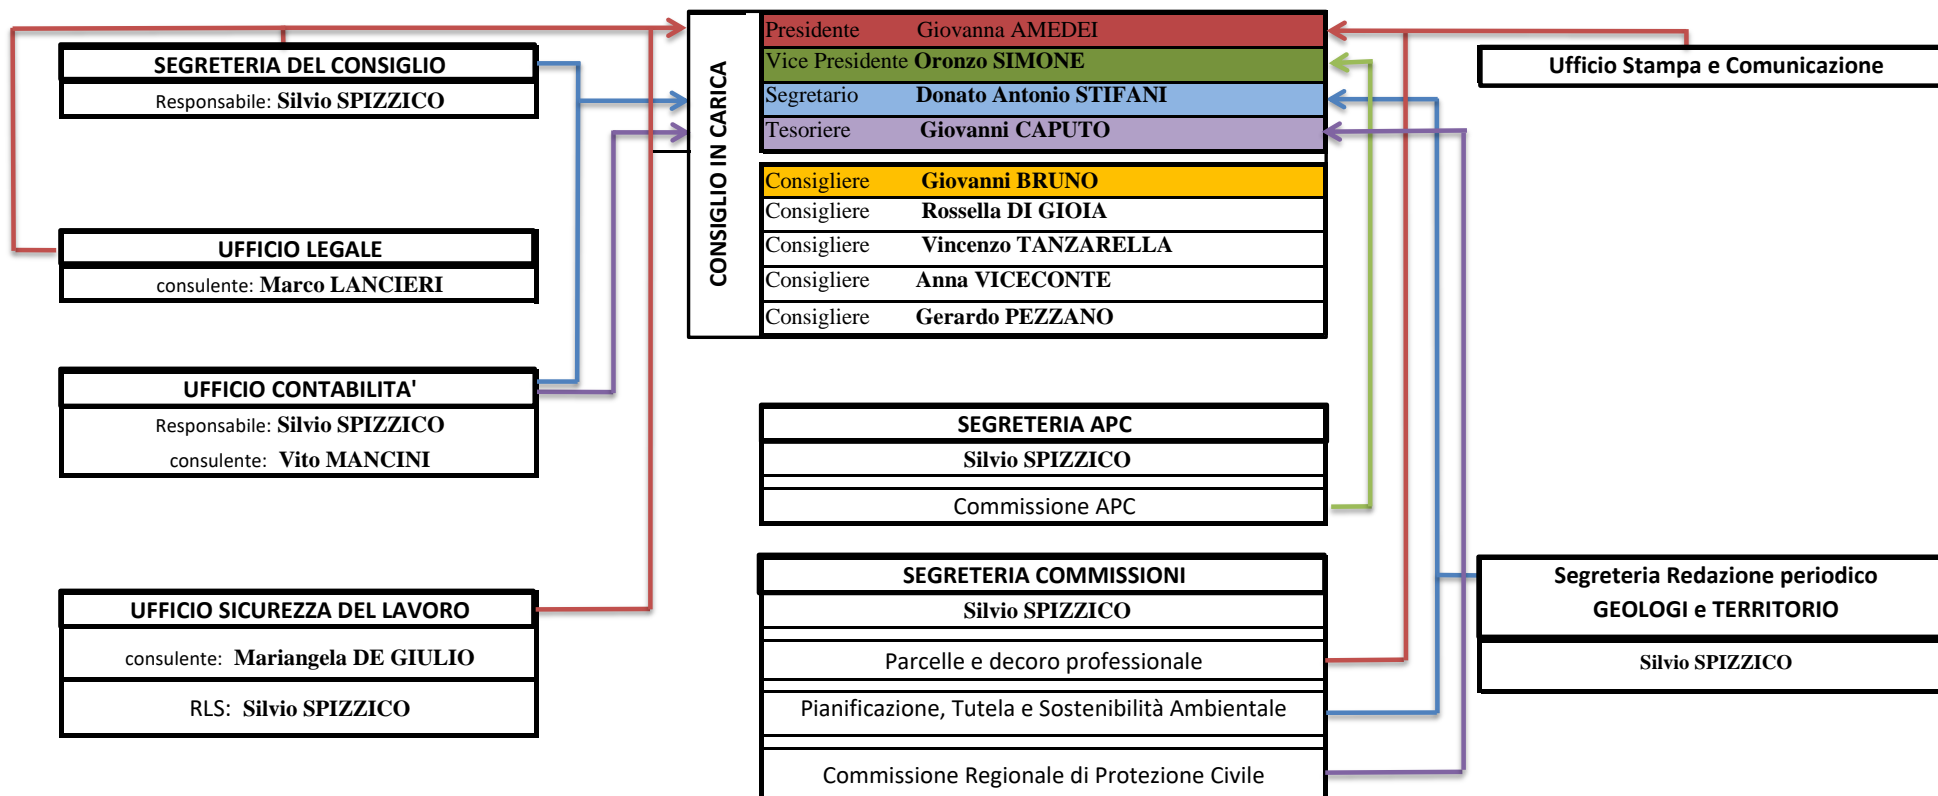 SEGRETERIA DEL CONSIGLIO
Responsabile: Silvio SPIZZICO
UFFICIO LEGALE
consulente: Marco LANCIERI
UFFICIO CONTABILITA'
Responsabile: Silvio SPIZZICO
consulente: Vito MANCINI
UFFICIO SICUREZZA DEL LAVORO
consulente: Mariangela DE GIULIO
RLS: Silvio SPIZZICO
CONSIGLIO IN CARICA
Presidente Giovanna AMEDEI
Vice Presidente Oronzo SIMONE
Segretario Donato Antonio STIFANI
Tesoriere Giovanni CAPUTO
Consigliere Giovanni BRUNO
Consigliere Rossella DI GIOIA
Consigliere Vincenzo TANZARELLA
Consigliere Anna VICECONTE
Consigliere Gerardo PEZZANO
SEGRETERIA APC
Silvio SPIZZICO
Commissione APC
SEGRETERIA COMMISSIONI
Silvio SPIZZICO
Parcelle e decoro professionale
Pianificazione, Tutela e Sostenibilità Ambientale
Commissione Regionale di Protezione Civile
Ufficio Stampa e Comunicazione
Segreteria Redazione periodico
GEOLOGI e TERRITORIO
Silvio SPIZZICO